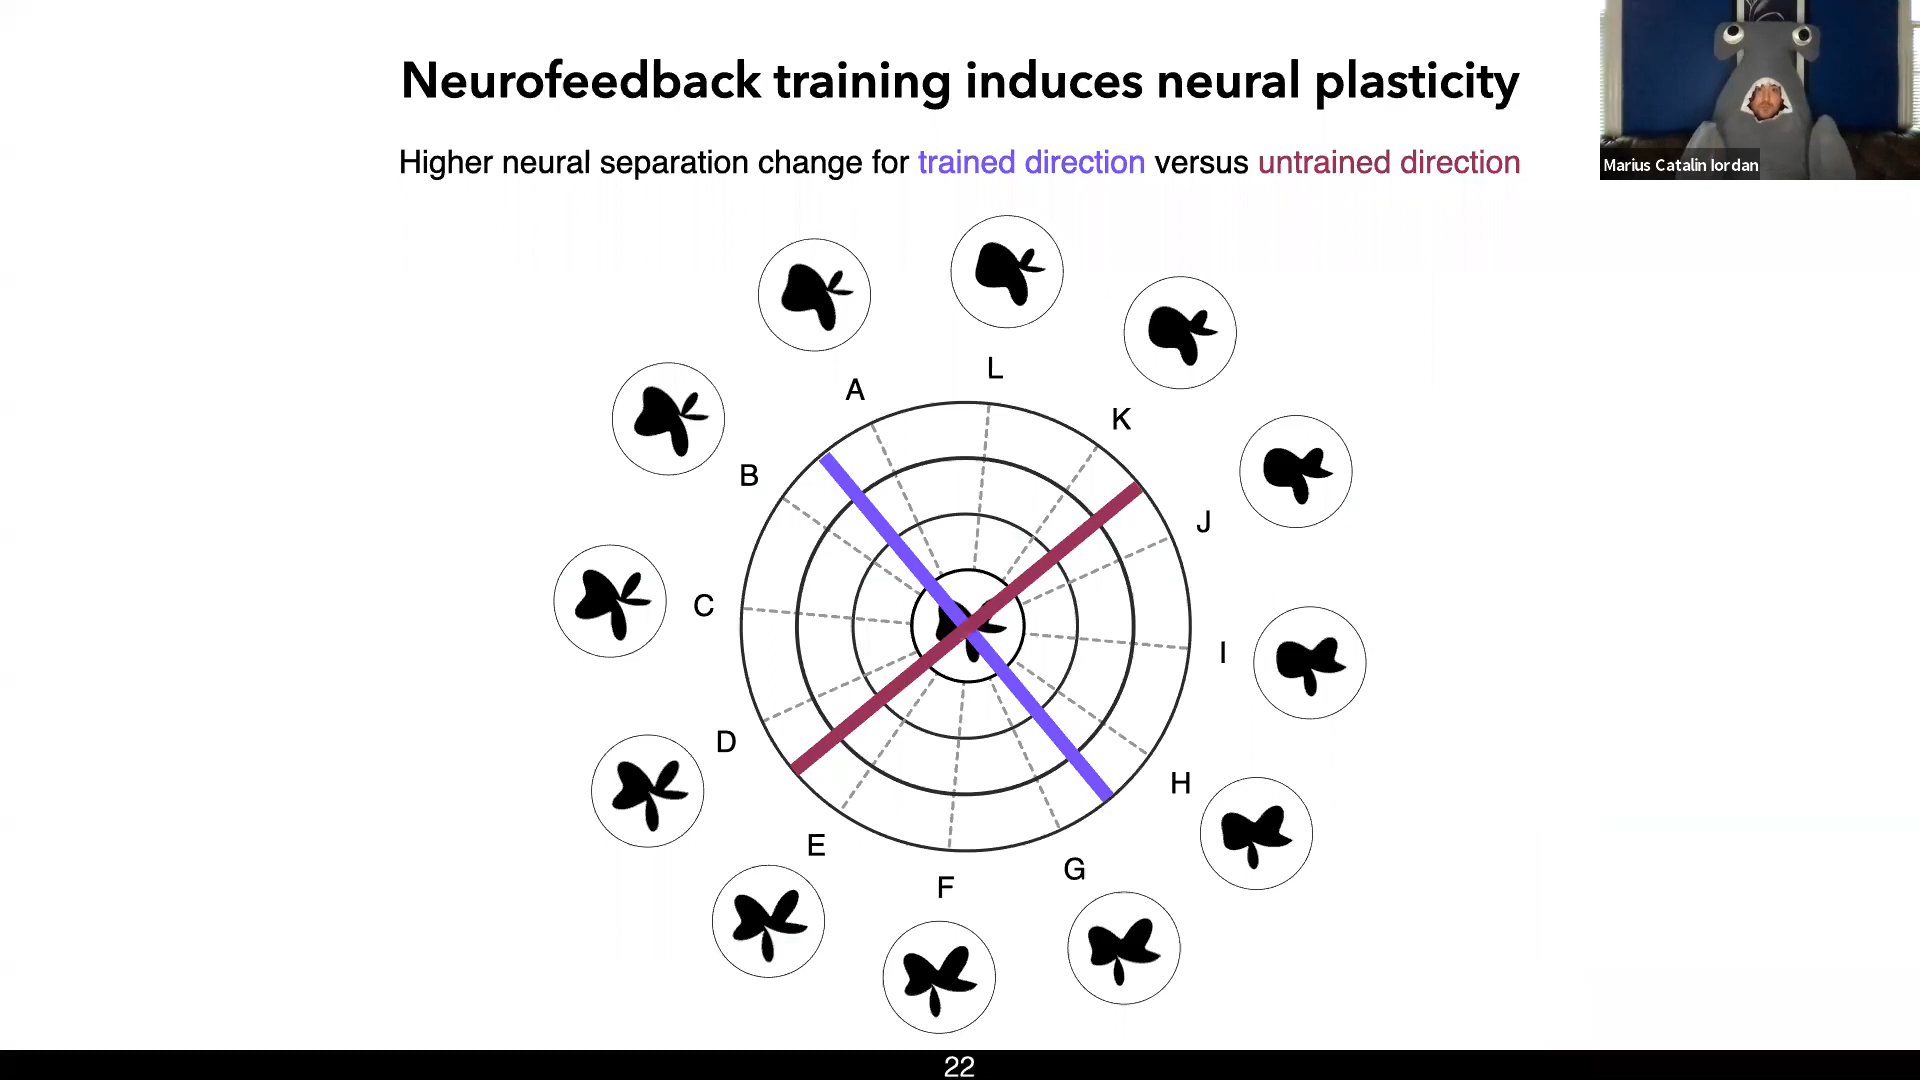 Neurofeedback training induces neural plasticity
Higher neural separation change for trained direction versus untrained direction
Marius Catalin Iordan
L
A
K
B
J
C
I
D
H
E
G
F
22